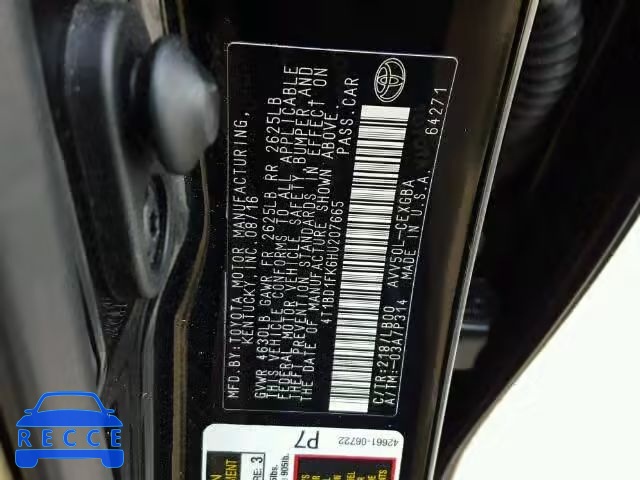 MFD. BY: TOYOTA MOTOR MANUFACTURING,
KENTUCKY, INC. 08/16
GVWR 4630LB GAWR FR 2625LB RR 2625LB
THIS VEHICLE CONFORMS TO ALL APPLICABLE
FEDERAL MOTOR VEHICLE SAFETY, BUMPER, AND
THEFT PREVENTION STANDARDS IN EFFECT ON
THE DATE OF MANUFACTURE SHOWN ABOVE.
4T1BD1FK6HU207665 PASS. CAR
C/TR: 218/LB00 AVV50L-CEXGBA
A/TM: -03A/P314 MADE IN U.S.A.
64271
42661-06722
P7
RECCE